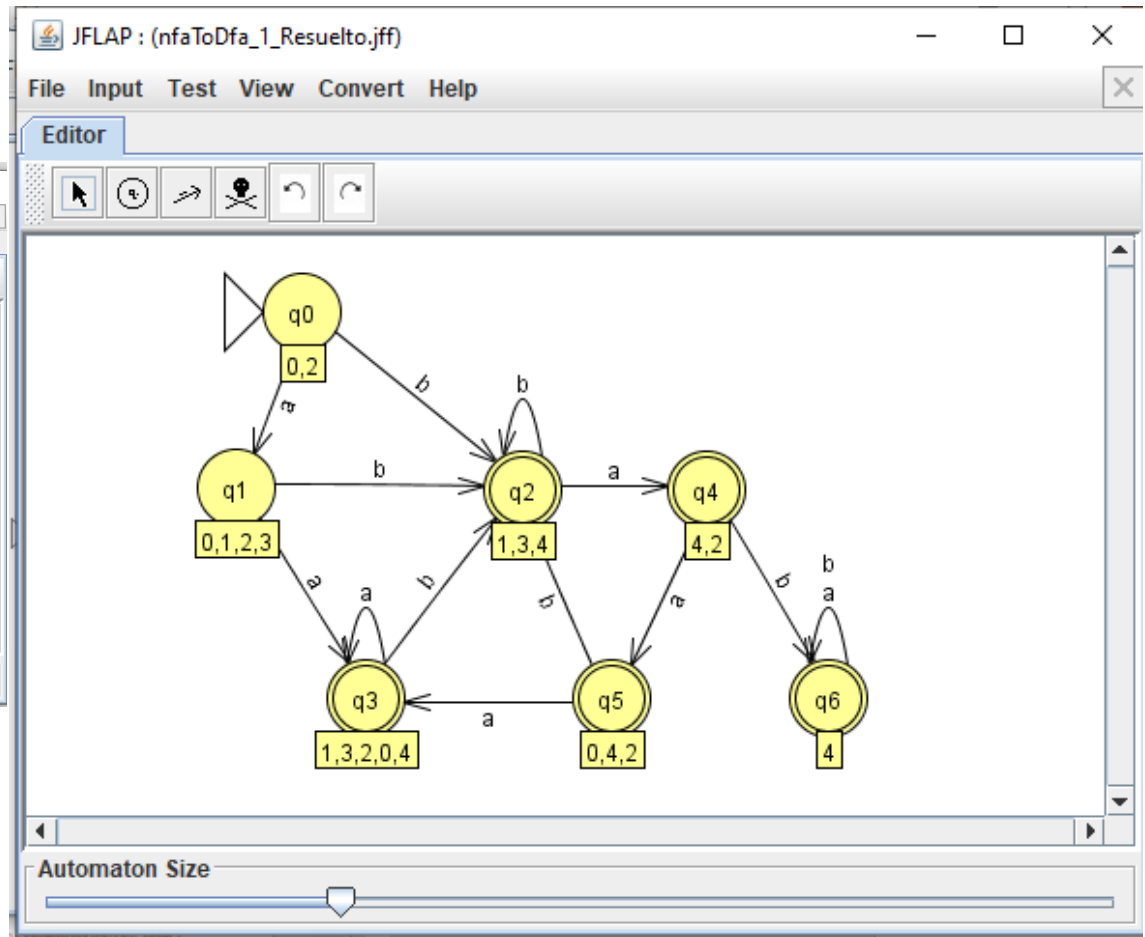 JFLAP : (nfaToDfa_1_Resuelto.jff)
File Input Test View Convert Help
Editor
q
q0
0,2
b
b
a
q1
b
q2
a
q4
0,1,2,3
1,3,4
4,2
a
a
b
b
a
b
b
a
q3
a
q5
q6
1,3,2,0,4
0,4,2
4
Automaton Size